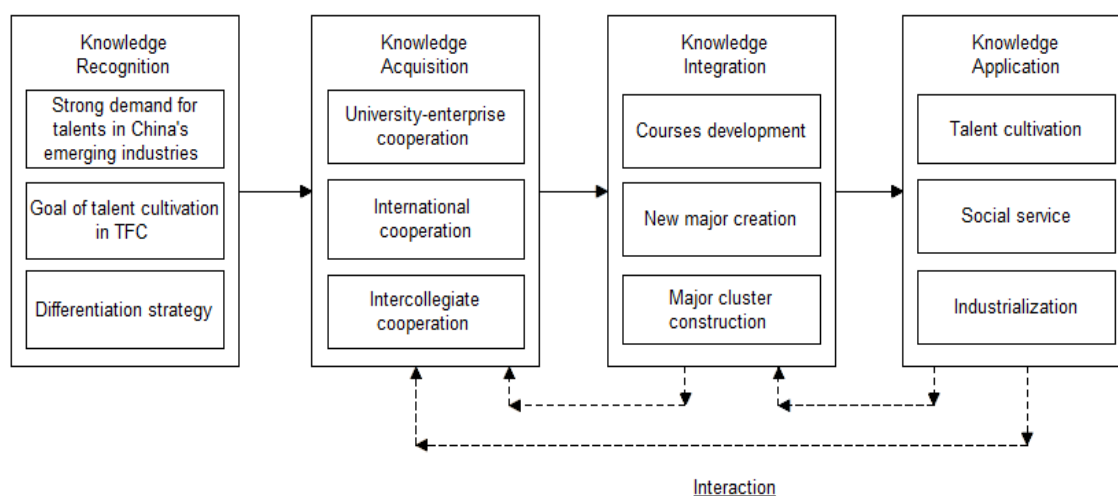 Knowledge
Recognition
Strong demand for
talents in China's
emerging industries
Goal of talent cultivation
in TFC
Differentiation strategy
Knowledge
Acquisition
University-enterprise
cooperation
International
cooperation
Intercollegiate
cooperation
Knowledge
Integration
Courses development
New major creation
Major cluster
construction
Knowledge
Application
Talent cultivation
Social service
Industrialization
Interaction